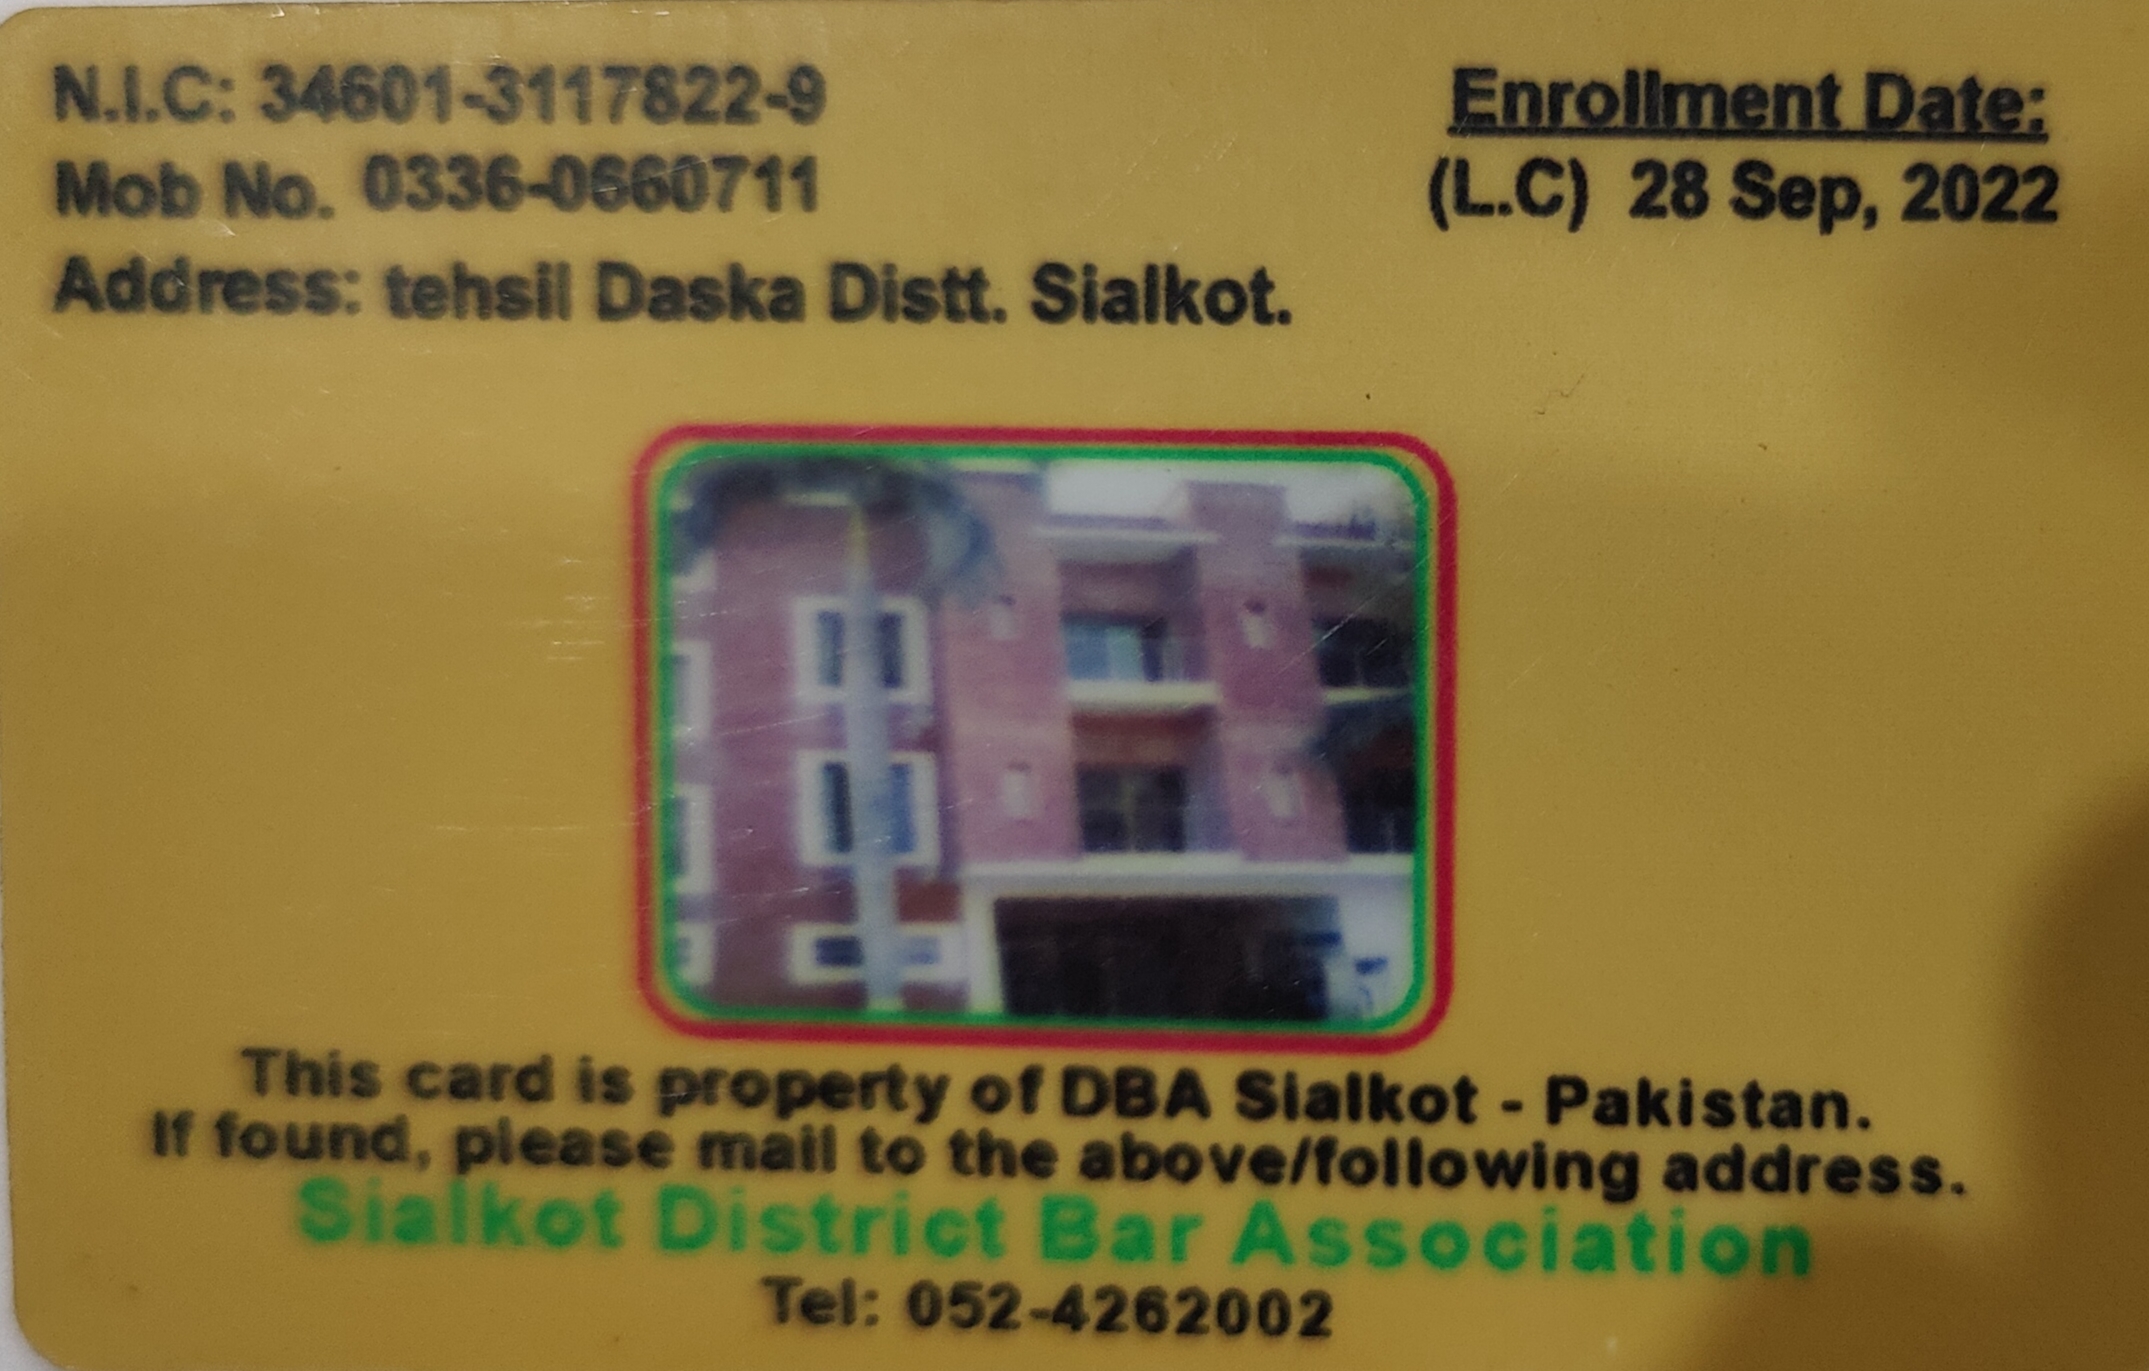 N.I.C: 34601-3117822-9
Mob No. 0336-0660711
Address: tehsil Daska Distt. Sialkot.
Enrollment Date:
(L.C) 28 Sep, 2022
This card is property of DBA Sialkot - Pakistan.
If found, please mail to the above/following address.
Sialkot District Bar Association
Tel: 052-4262002